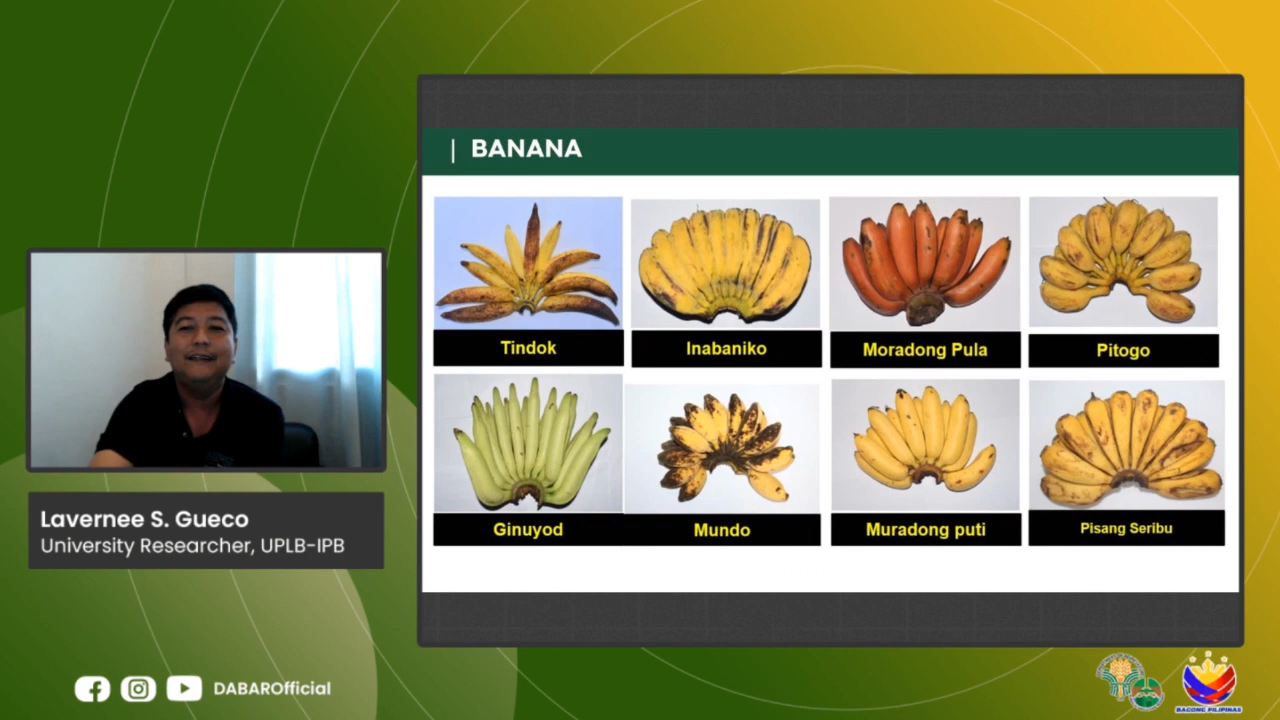 | BANANA
Tindok
Inabaniko
Moradong Pula
Pitogo
Ginuyod
Mundo
Muradong puti
Pisang Seribu
Lavernee S. Gueco
University Researcher, UPLB-IPB
DABAROfficial
BAGONG PILIPINAS